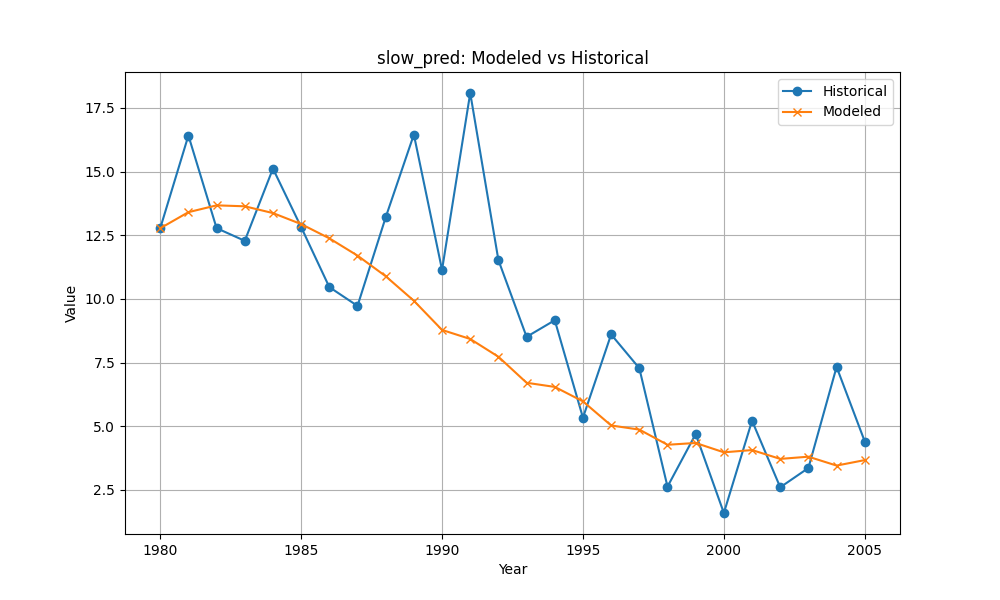 slow_pred: Modeled vs Historical
Historical
Modeled
17.5
15.0
12.5
10.0
7.5
5.0
2.5
Value
1980
1985
1990
1995
2000
2005
Year